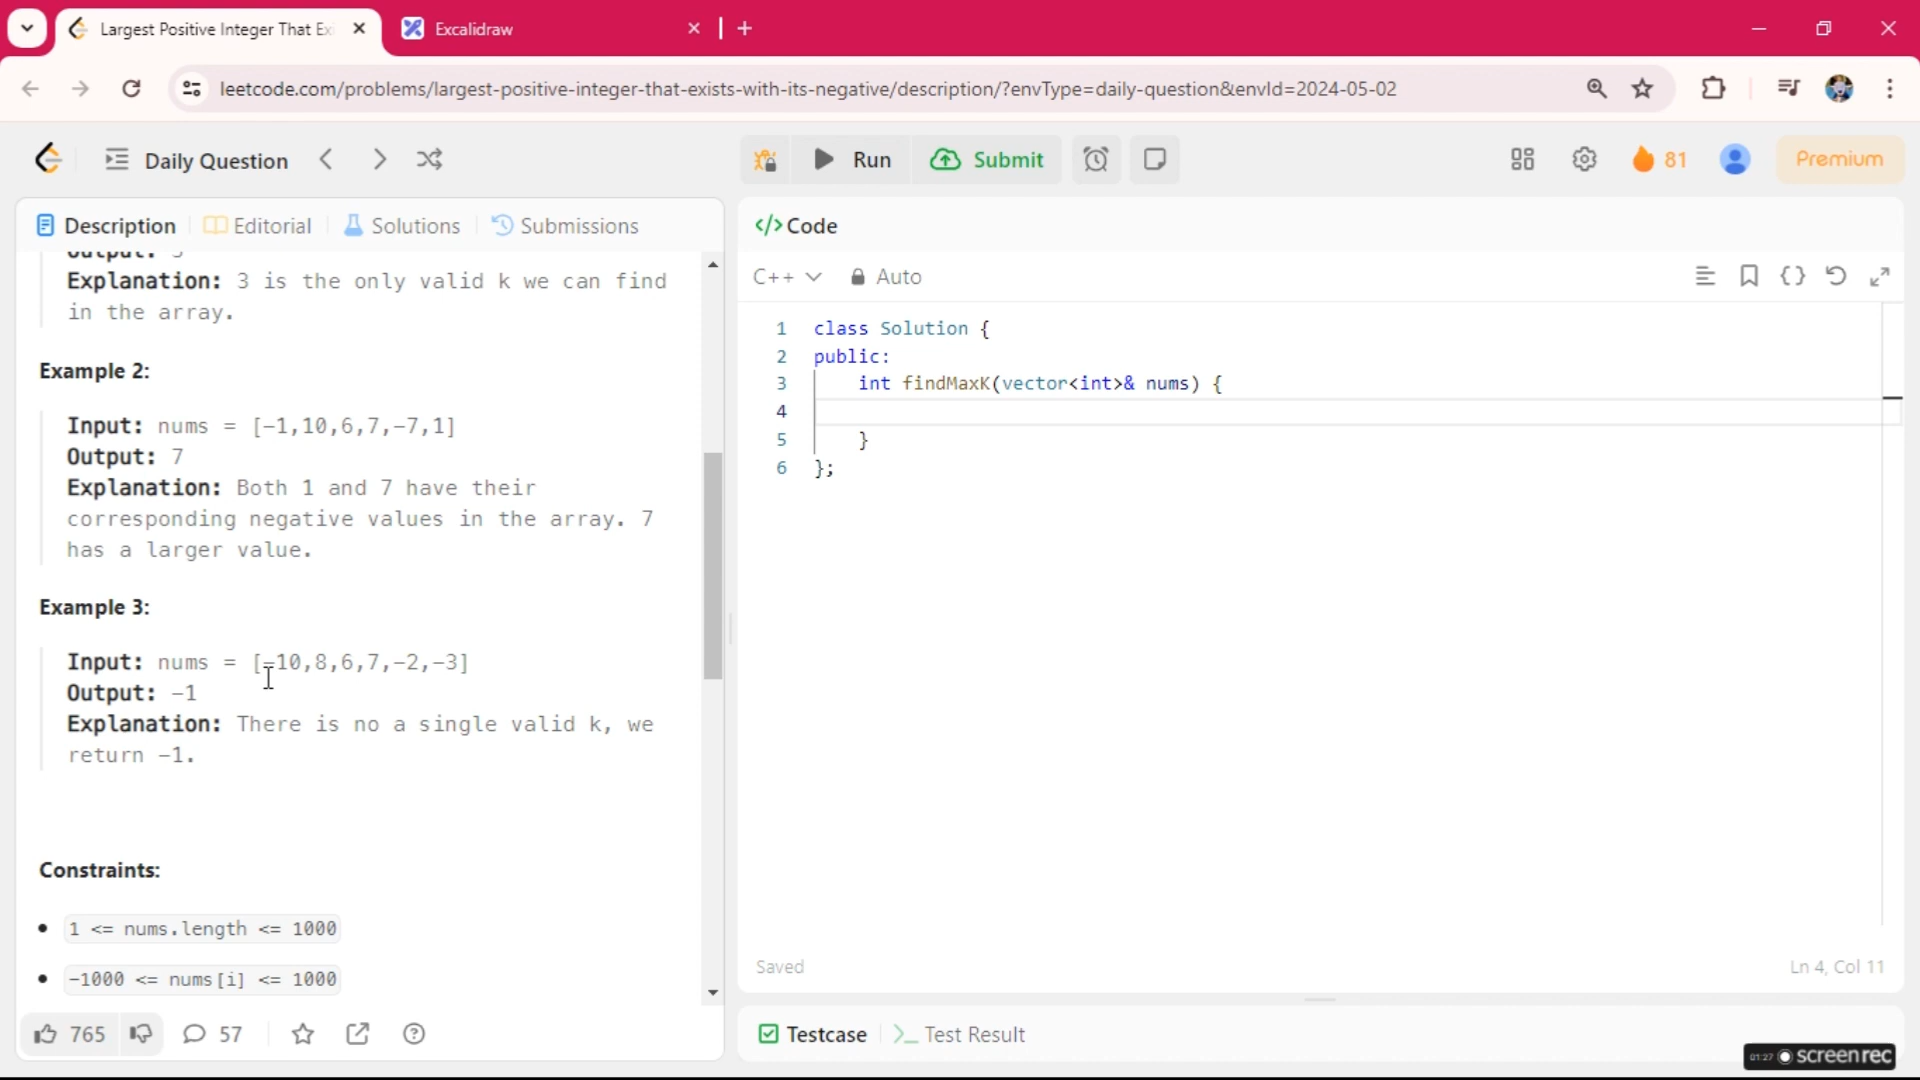 Largest Positive Integer That Exi
Excalidraw
leetcode.com/problems/largest-positive-integer-that-exists-with-its-negative/description/?envType=daily-question&envId=2024-05-02
Daily Question
Run
Submit
81
Premium
Description
Editorial
Solutions
Submissions
Output: 3
Explanation: 3 is the only valid k we can find
in the array.
Example 2:
Input: nums = [-1,10,6,7,-7,1]
Output: 7
Explanation: Both 1 and 7 have their
corresponding negative values in the array. 7
has a larger value.
Example 3:
Input: nums = [-10,8,6,7,-2,-3]
Output: -1
Explanation: There is no a single valid k, we
return -1.
Constraints:
1 <= nums.length <= 1000
-1000 <= nums[i] <= 1000
765
57
</> Code
C++
Auto
1 class Solution {
2 public:
3 int findMaxK(vector<int>& nums) {
4
5 }
6 };
Saved
Ln 4, Col 11
Testcase
>_ Test Result
01:27 screenrec